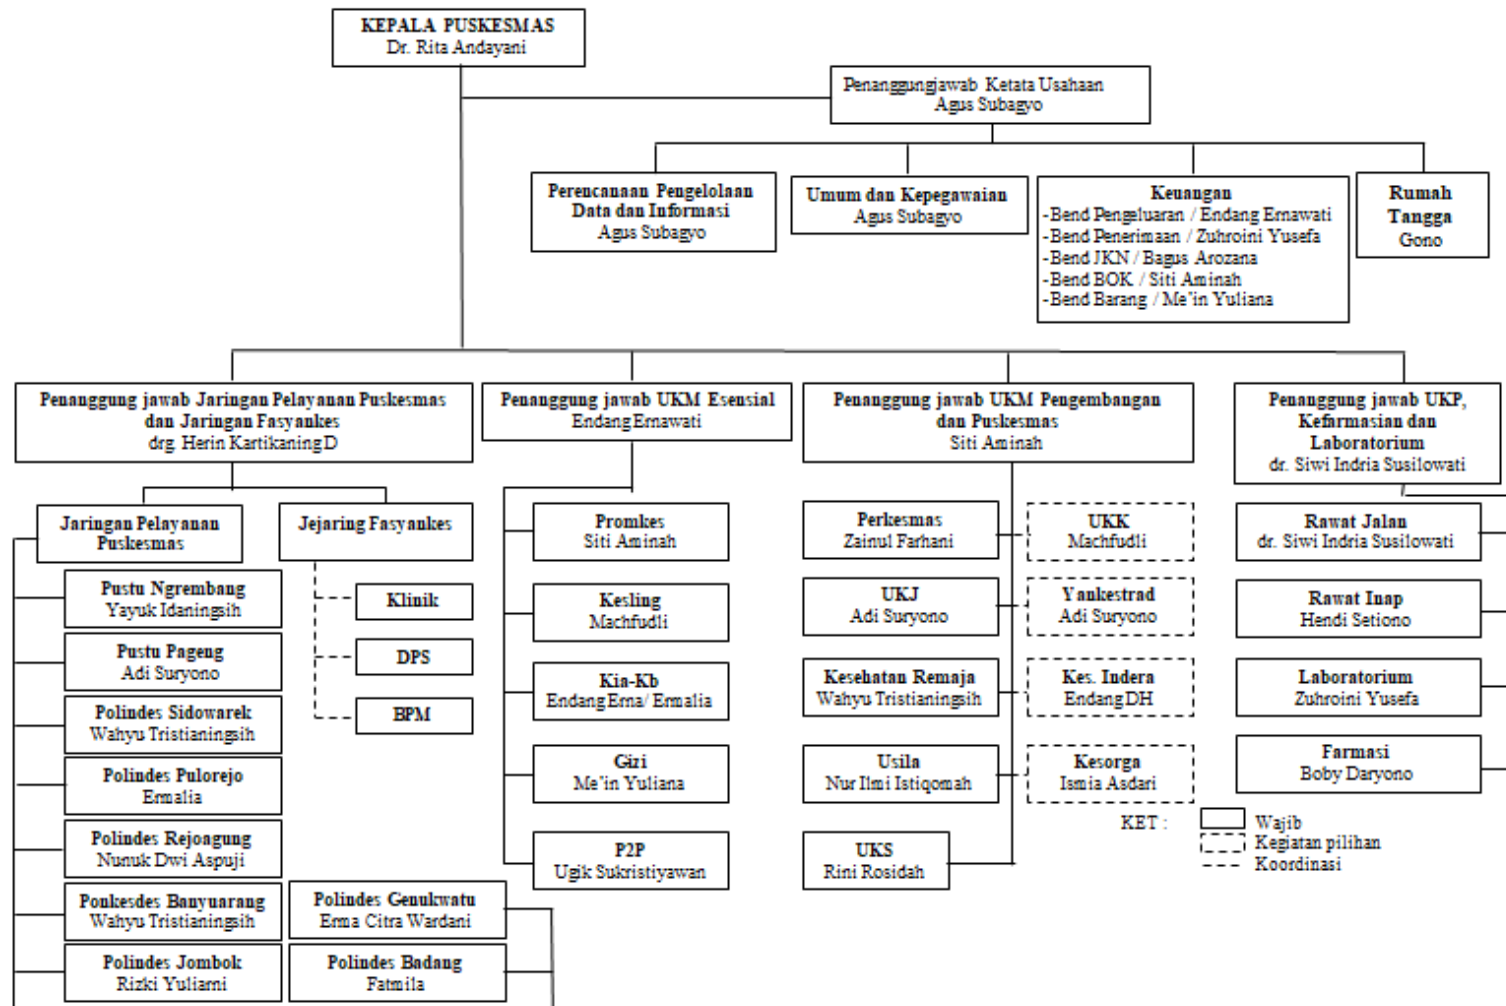 KEPALA PUSKESMAS
Dr. Rita Andayani
Penanggungjawab Ketata Usahaan
Agus Subagyo
Perencanaan Pengelolaan
Data dan Informasi
Agus Subagyo
Umum dan Kepegawaian
Agus Subagyo
Keuangan
-Bend Pengeluaran / Endang Ernawati
-Bend Penerimaan / Zuhroini Yusefa
-Bend JKN / Bagus Arozana
-Bend BOK / Siti Aminah
-Bend Barang / Me'in Yuliana
Rumah
Tangga
Gono
Penanggung jawab Jaringan Pelayanan Puskesmas
dan Jaringan Fasyankes
drg. Herin Kartikaning D
Penanggung jawab UKM Esensial
Endang Ernawati
Penanggung jawab UKM Pengembangan
dan Puskesmas
Siti Aminah
Penanggung jawab UKP,
Kefarmasian dan
Laboratorium
dr. Siwi Indria Susilowati
Jaringan Pelayanan
Puskesmas
Pustu Ngrembang
Yayuk Idaningsih
Pustu Pageng
Adi Suryono
Polindes Sidowarek
Wahyu Tristianingsih
Polindes Pulorejo
Ermalia
Polindes Rejoagung
Nunuk Dwi Aspuji
Ponkesdes Banyuarang
Wahyu Tristianingsih
Polindes Jombok
Rizki Yuliarni
Polindes Genukwatu
Erma Citra Wardani
Polindes Badang
Fatmila
Jejaring Fasyankes
Klinik
DPS
BPM
Promkes
Siti Aminah
Kesling
Machfudli
Kia-Kb
Endang Erna/ Ermalia
Gizi
Me'in Yuliana
P2P
Ugik Sukristiyawan
Perkesmas
Zainul Farhani
UKJ
Adi Suryono
Kesehatan Remaja
Wahyu Tristianingsih
Usila
Nur Ilmi Istiqomah
UKS
Rini Rosidah
UKK
Machfudli
Yankestrad
Adi Suryono
Kes. Indera
Endang DH
Kesorga
Ismia Asdari
Rawat Jalan
dr. Siwi Indria Susilowati
Rawat Inap
Hendi Setiono
Laboratorium
Zuhroini Yusefa
Farmasi
Boby Daryono
KET :
Wajib
Kegiatan pilihan
Koordinasi